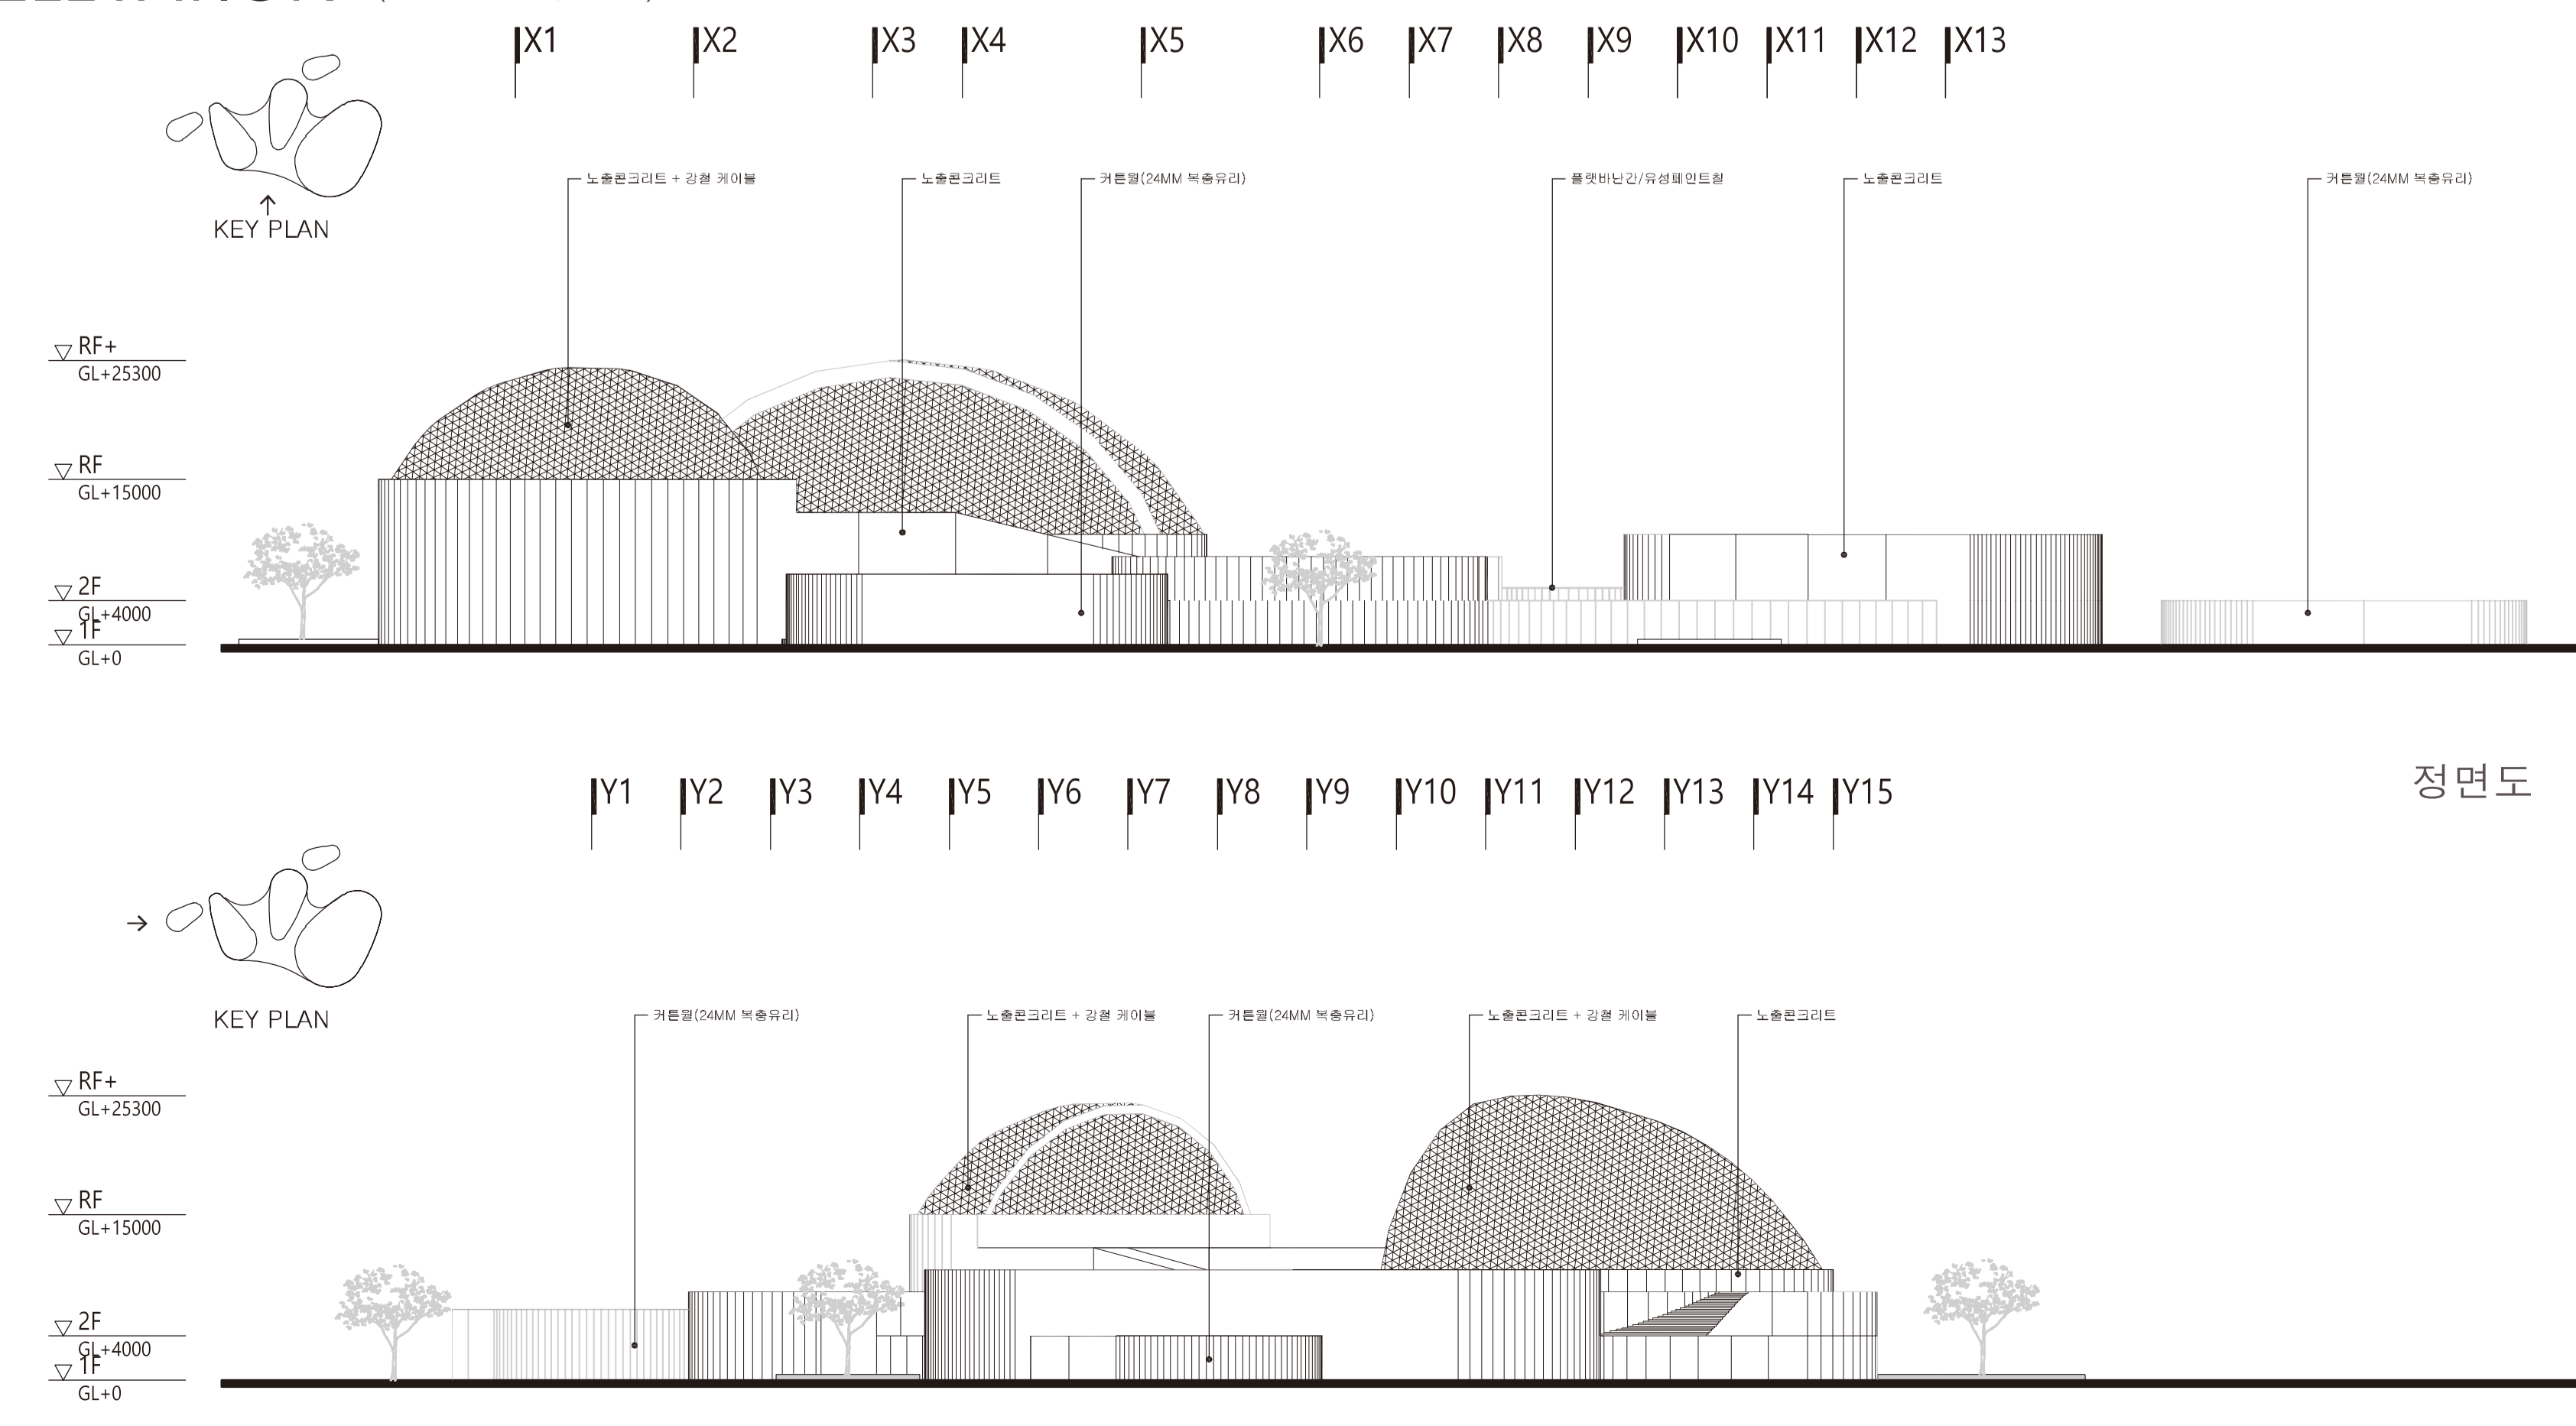 X1 X2 X3 X4 X5 X6 X7 X8 X9 X10 X11 X12 X13
노출콘크리트 + 강철 케이블
노출콘크리트
커튼월(24MM 복층유리)
플랫바난간/유성페인트칠
노출콘크리트
커튼월(24MM 복층유리)
KEY PLAN
RF+
GL+25300
RF
GL+15000
2F
GL+4000
1F
GL+0
정면도
Y1 Y2 Y3 Y4 Y5 Y6 Y7 Y8 Y9 Y10 Y11 Y12 Y13 Y14 Y15
커튼월(24MM 복층유리)
노출콘크리트 + 강철 케이블
커튼월(24MM 복층유리)
노출콘크리트 + 강철 케이블
노출콘크리트
KEY PLAN
RF+
GL+25300
RF
GL+15000
2F
GL+4000
1F
GL+0